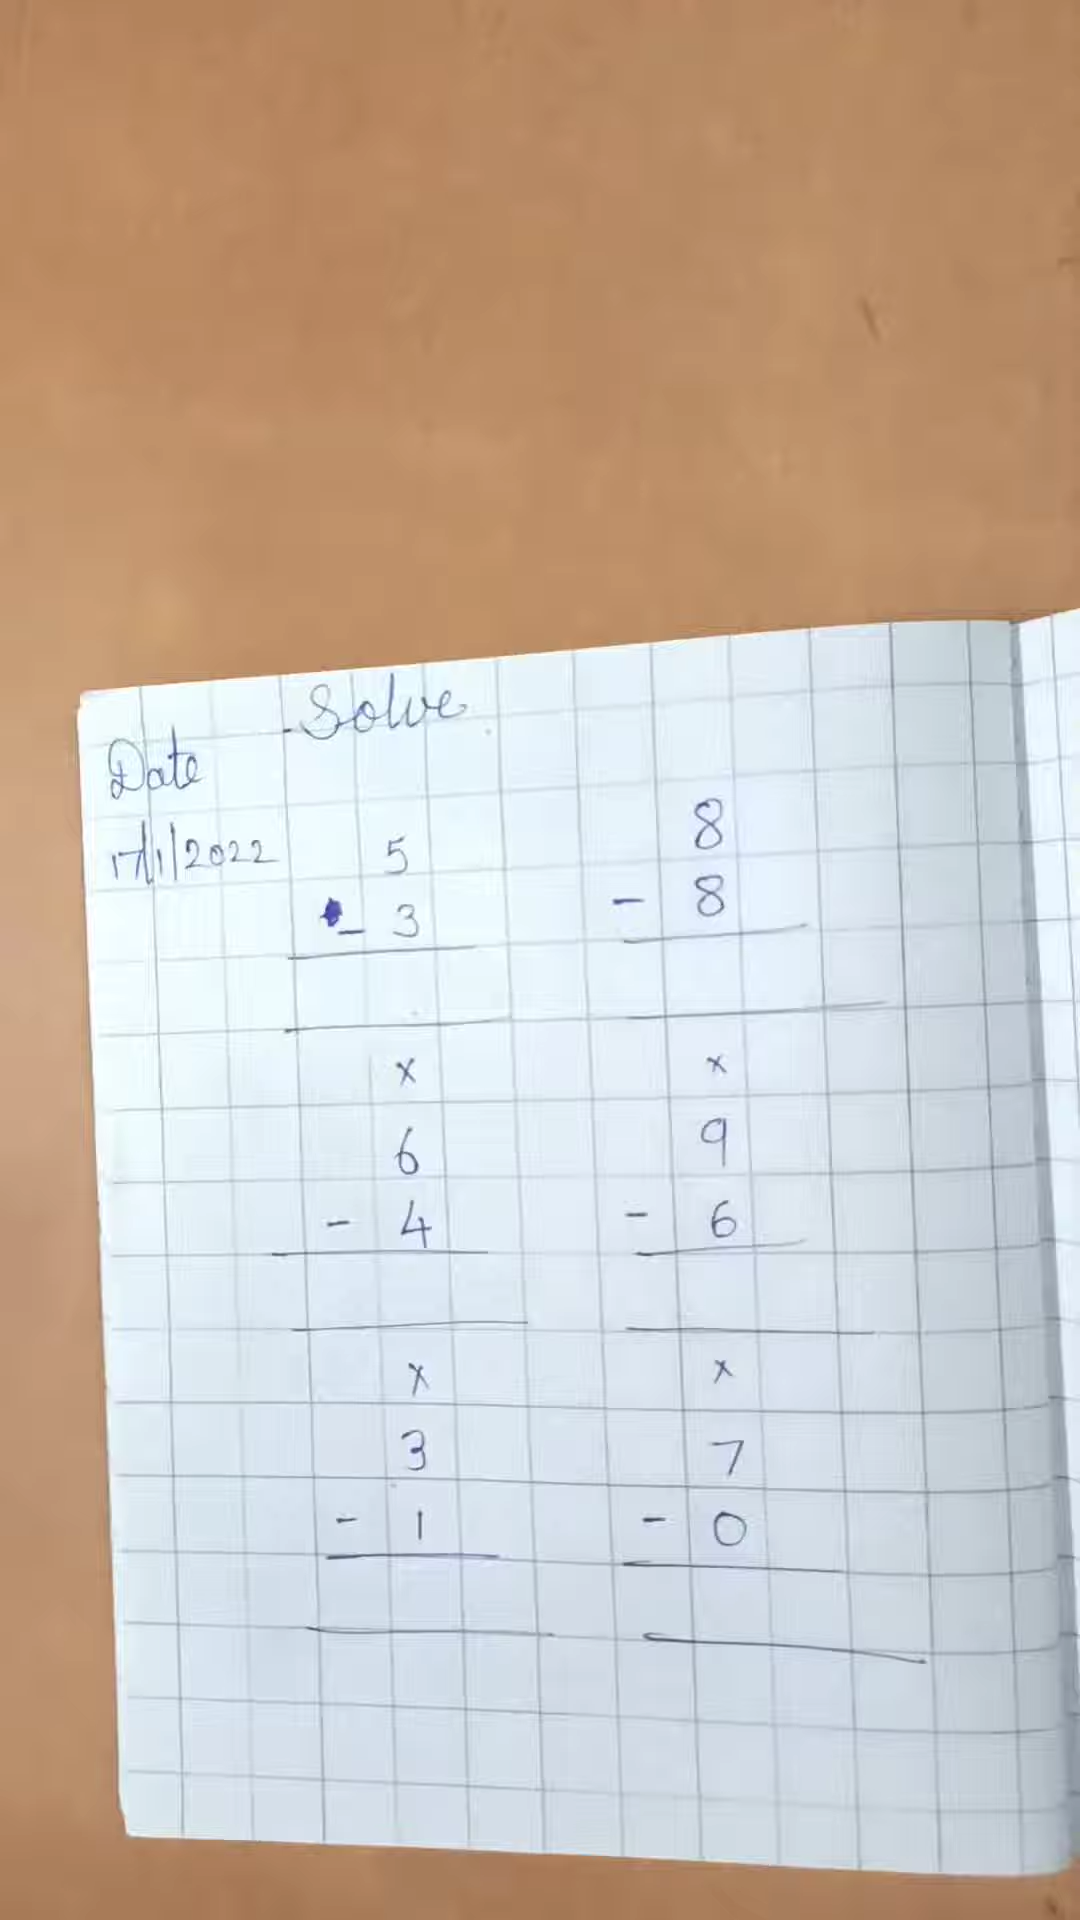 Solve
Date
17/1/2022
5 8
- 3 - 8
x x
6 9
- 4 - 6
x x
3 7
- 1 - 0